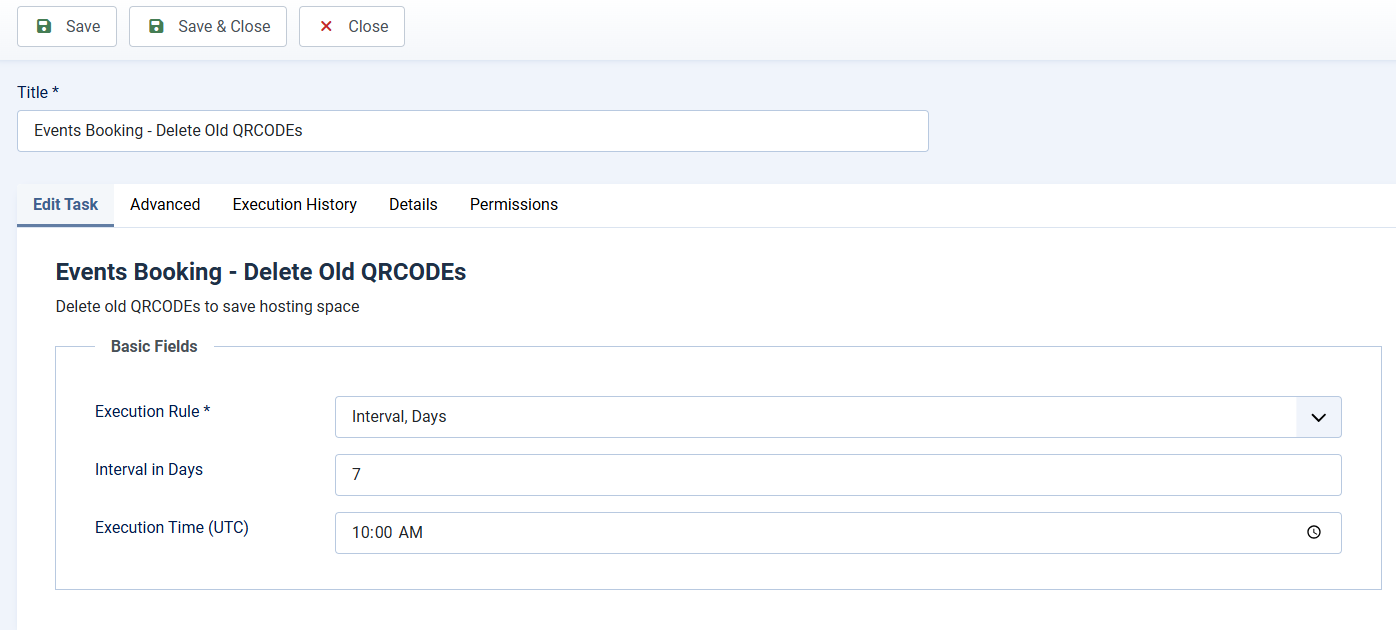 Save
Save & Close
Close
Title *
Events Booking - Delete Old QRCODEs
Edit Task
Advanced
Execution History
Details
Permissions
Events Booking - Delete Old QRCODEs
Delete old QRCODEs to save hosting space
Basic Fields
Execution Rule *
Interval, Days
Interval in Days
7
Execution Time (UTC)
10:00 AM